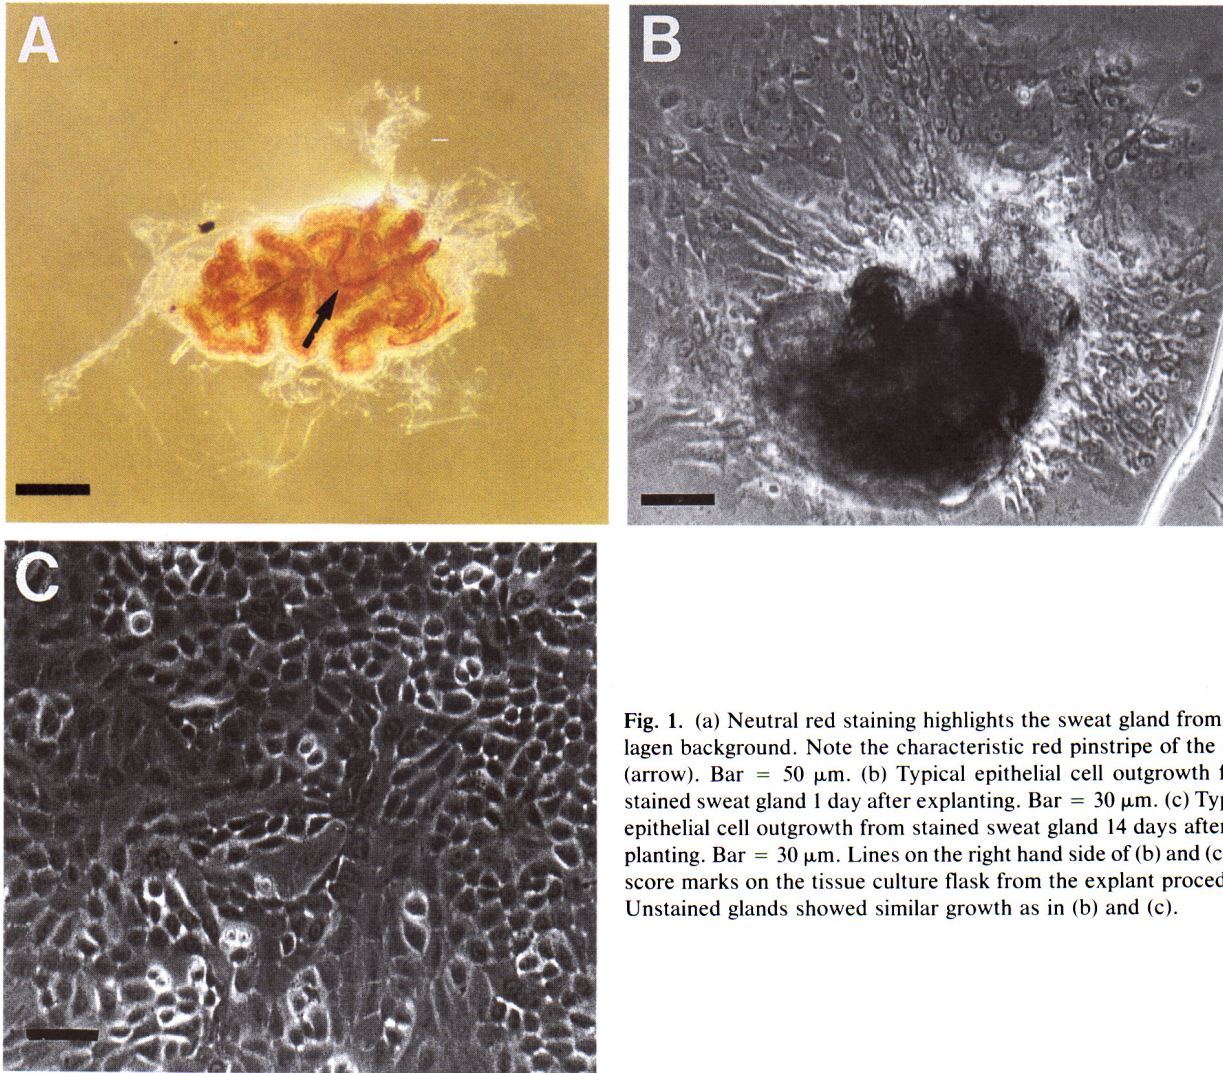 A
B
C
Fig. 1. (a) Neutral red staining highlights the sweat gland from
lagen background. Note the characteristic red pinstripe of the
(arrow). Bar = 50 μm. (b) Typical epithelial cell outgrowth f
stained sweat gland 1 day after explanting. Bar = 30 μm. (c) Typ
epithelial cell outgrowth from stained sweat gland 14 days after
planting. Bar = 30 μm. Lines on the right hand side of (b) and (c
score marks on the tissue culture flask from the explant proced
Unstained glands showed similar growth as in (b) and (c).